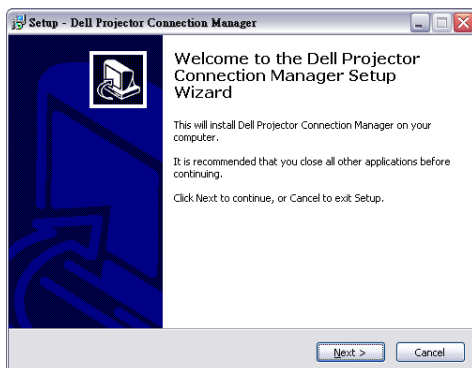 Setup - Dell Projector Connection Manager
Welcome to the Dell Projector
Connection Manager Setup
Wizard
This will install Dell Projector Connection Manager on your
computer.
It is recommended that you close all other applications before
continuing.
Click Next to continue, or Cancel to exit Setup.
Next >
Cancel